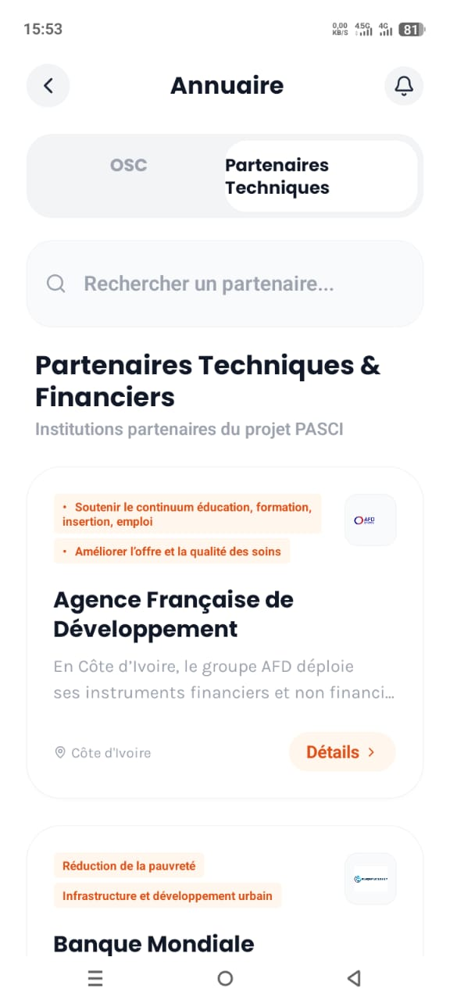 15:53
0,00
KB/S
4.5G
4G
81
Annuaire
OSC
Partenaires
Techniques
Rechercher un partenaire...
Partenaires Techniques &
Financiers
Institutions partenaires du projet PASCI
• Soutenir le continuum éducation, formation,
insertion, emploi
• Améliorer l’offre et la qualité des soins
AFD
Agence Française de
Développement
En Côte d’Ivoire, le groupe AFD déploie
ses instruments financiers et non financi...
Côte d'Ivoire
Détails
Réduction de la pauvreté
Infrastructure et développement urbain
Banque Mondiale